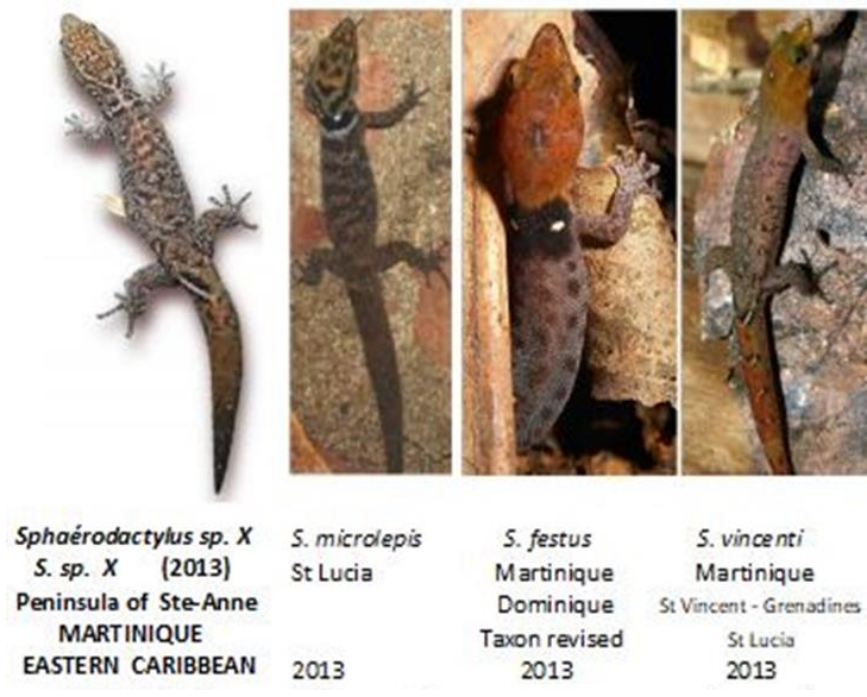 Sphaérodactylus sp. X
S. sp. X (2013)
Peninsula of Ste-Anne
MARTINIQUE
EASTERN CARIBBEAN
S. microlepis
St Lucia
2013
S. festus
Martinique
Dominique
Taxon revised
2013
S. vincenti
Martinique
St Vincent - Grenadines
St Lucia
2013